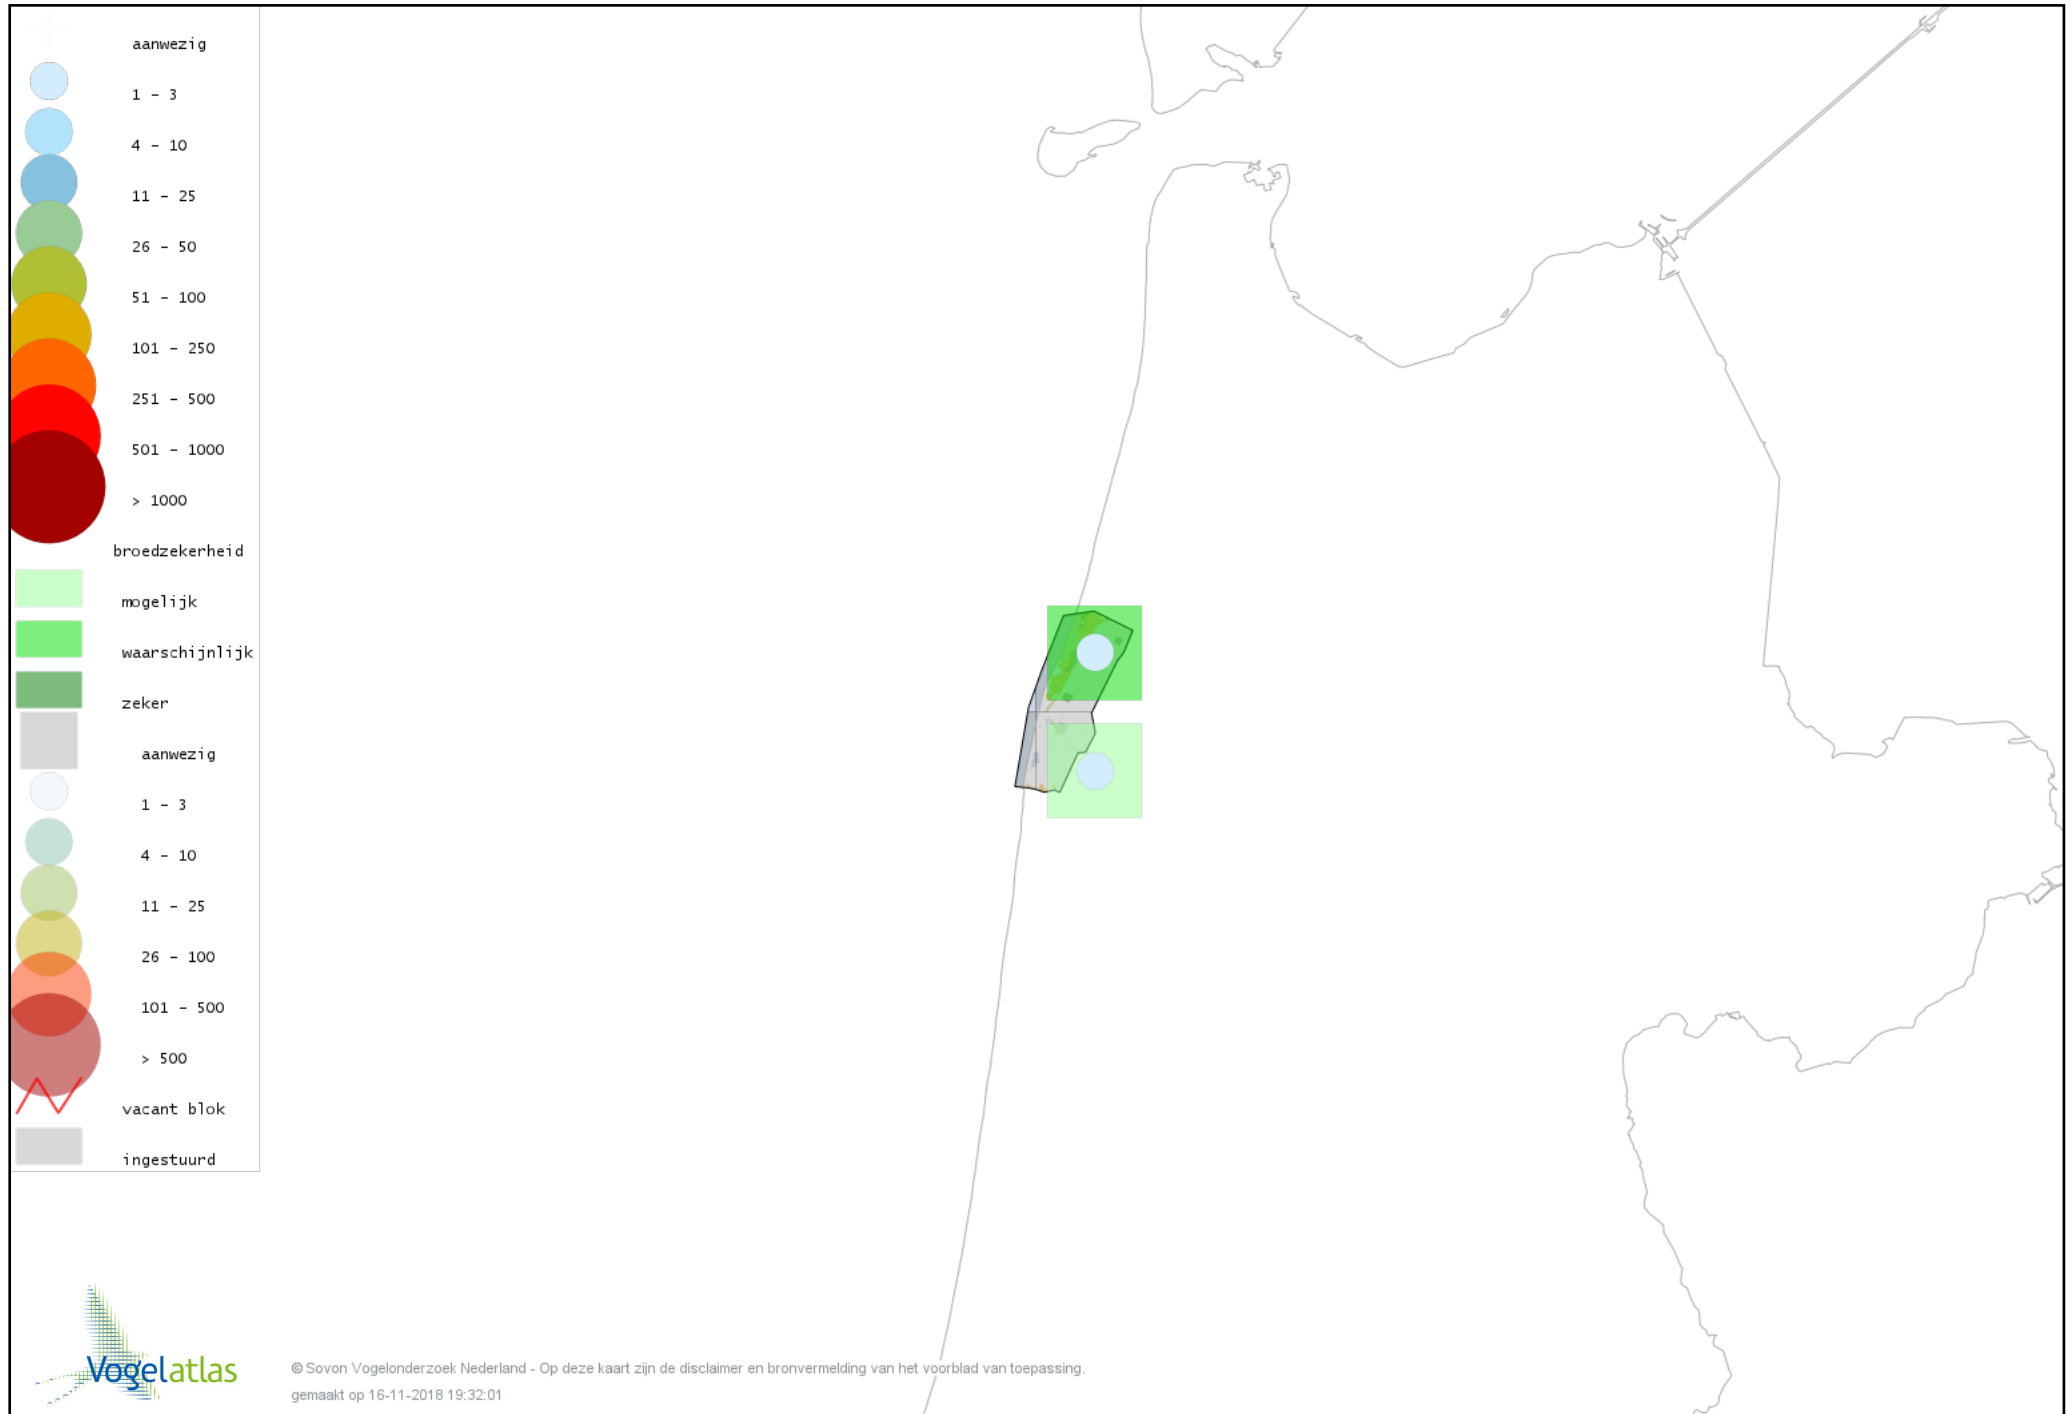 aanwezig
1 – 3
4 – 10
11 – 25
26 – 50
51 – 100
101 – 250
251 – 500
501 – 1000
> 1000
broedzekerheid
mogelijk
waarschijnlijk
zeker
aanwezig
1 – 3
4 – 10
11 – 25
26 – 100
101 – 500
> 500
vacant blok
ingestuurd
Vogelatlas
© Sovon Vogelonderzoek Nederland - Op deze kaart zijn de disclaimer en bronvermelding van het voorblad van toepassing.
gemaakt op 16-11-2018 19:32:01